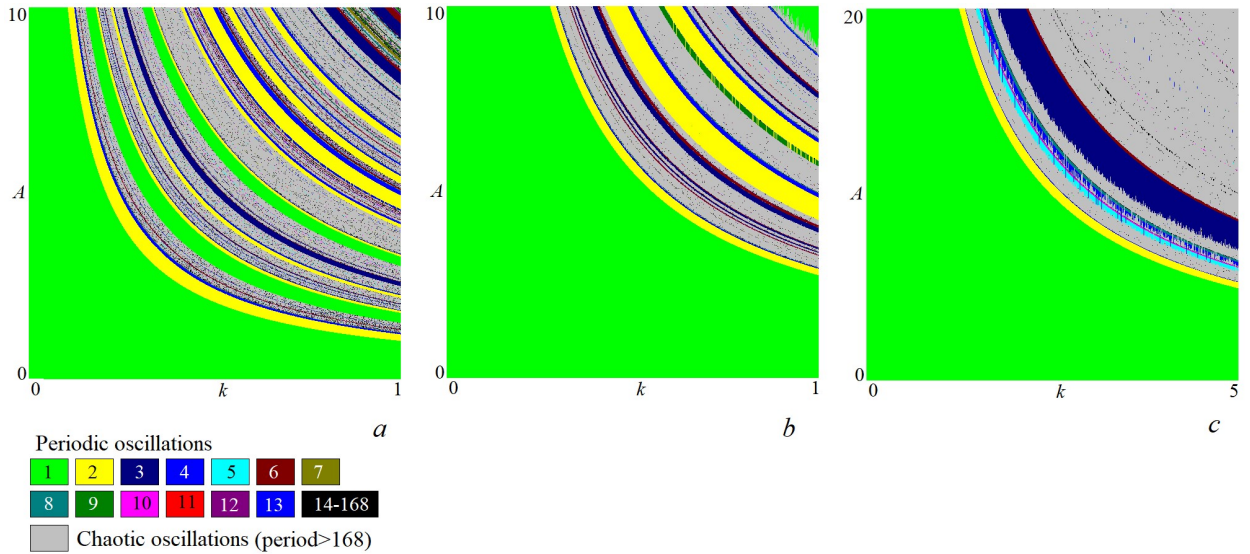 10
A
0
0
k
1
a
10
A
0
0
k
1
b
20
A
0
0
k
5
c
Periodic oscillations
1 2 3 4 5 6 7
8 9 10 11 12 13 14-168
Chaotic oscillations (period>168)